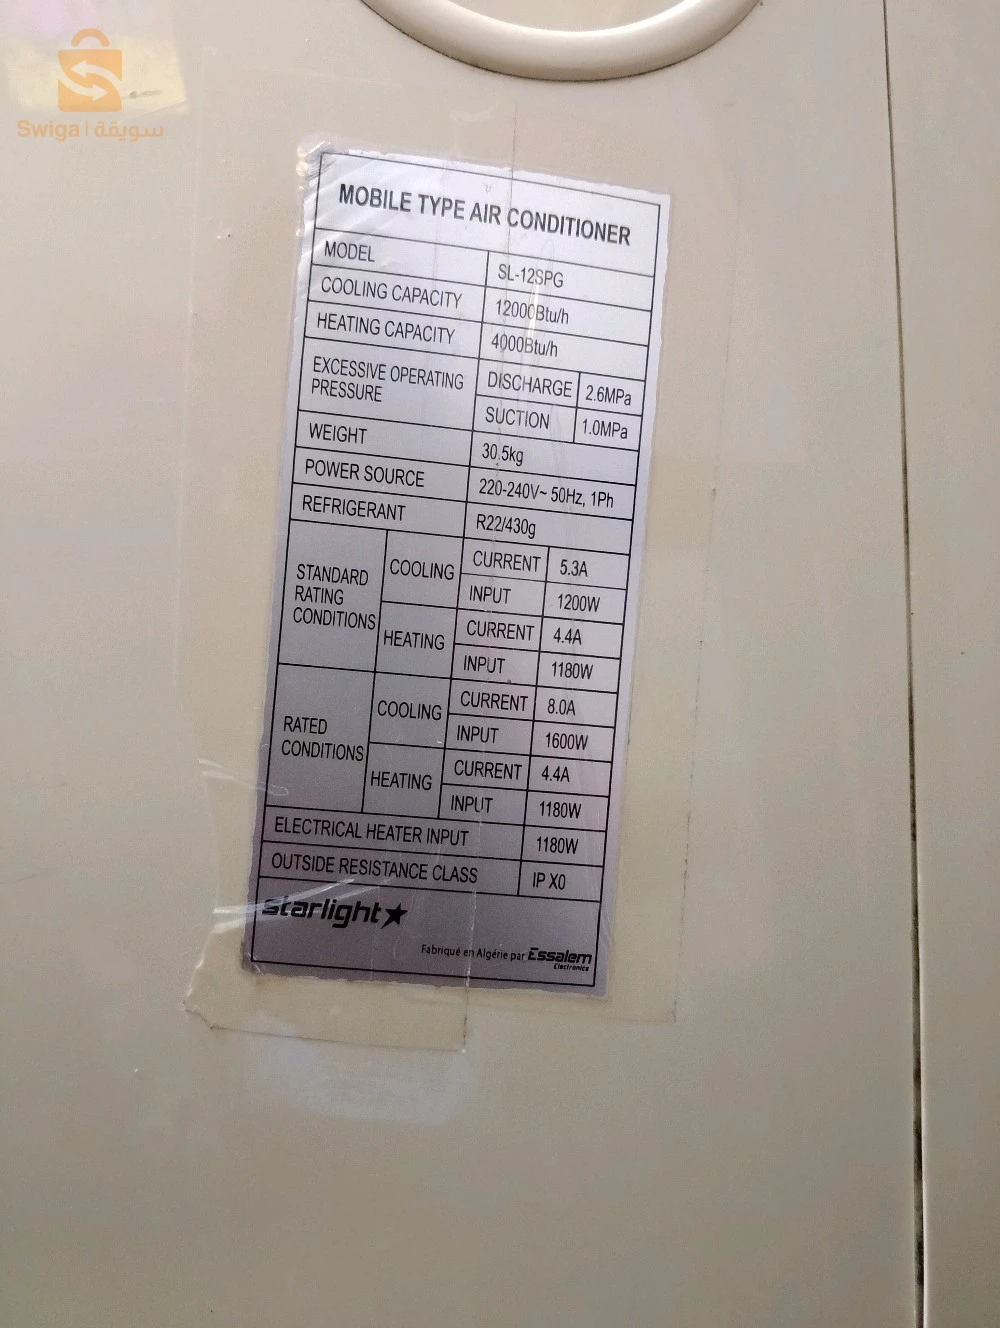 Swiga | سويقة
MOBILE TYPE AIR CONDITIONER
MODEL SL-12SPG
COOLING CAPACITY 12000Btu/h
HEATING CAPACITY 4000Btu/h
EXCESSIVE OPERATING PRESSURE DISCHARGE 2.6MPa
SUCTION 1.0MPa
WEIGHT 30.5kg
POWER SOURCE 220-240V~ 50Hz, 1Ph
REFRIGERANT R22/430g
STANDARD RATING CONDITIONS COOLING CURRENT 5.3A
INPUT 1200W
HEATING CURRENT 4.4A
INPUT 1180W
RATED CONDITIONS COOLING CURRENT 8.0A
INPUT 1600W
HEATING CURRENT 4.4A
INPUT 1180W
ELECTRICAL HEATER INPUT 1180W
OUTSIDE RESISTANCE CLASS IP X0
starlight
Fabriqué en Algérie par Essalem
Electronics